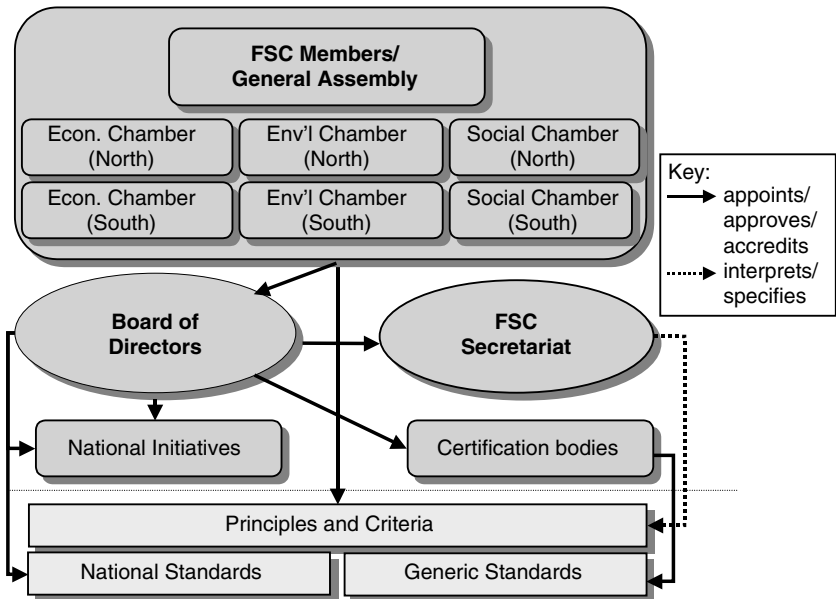 FSC Members/
General Assembly
Econ. Chamber
(North)
Env'l Chamber
(North)
Social Chamber
(North)
Econ. Chamber
(South)
Env'l Chamber
(South)
Social Chamber
(South)
Key:
appoints/
approves/
accredits
interprets/
specifies
Board of
Directors
FSC
Secretariat
National Initiatives
Certification bodies
Principles and Criteria
National Standards
Generic Standards